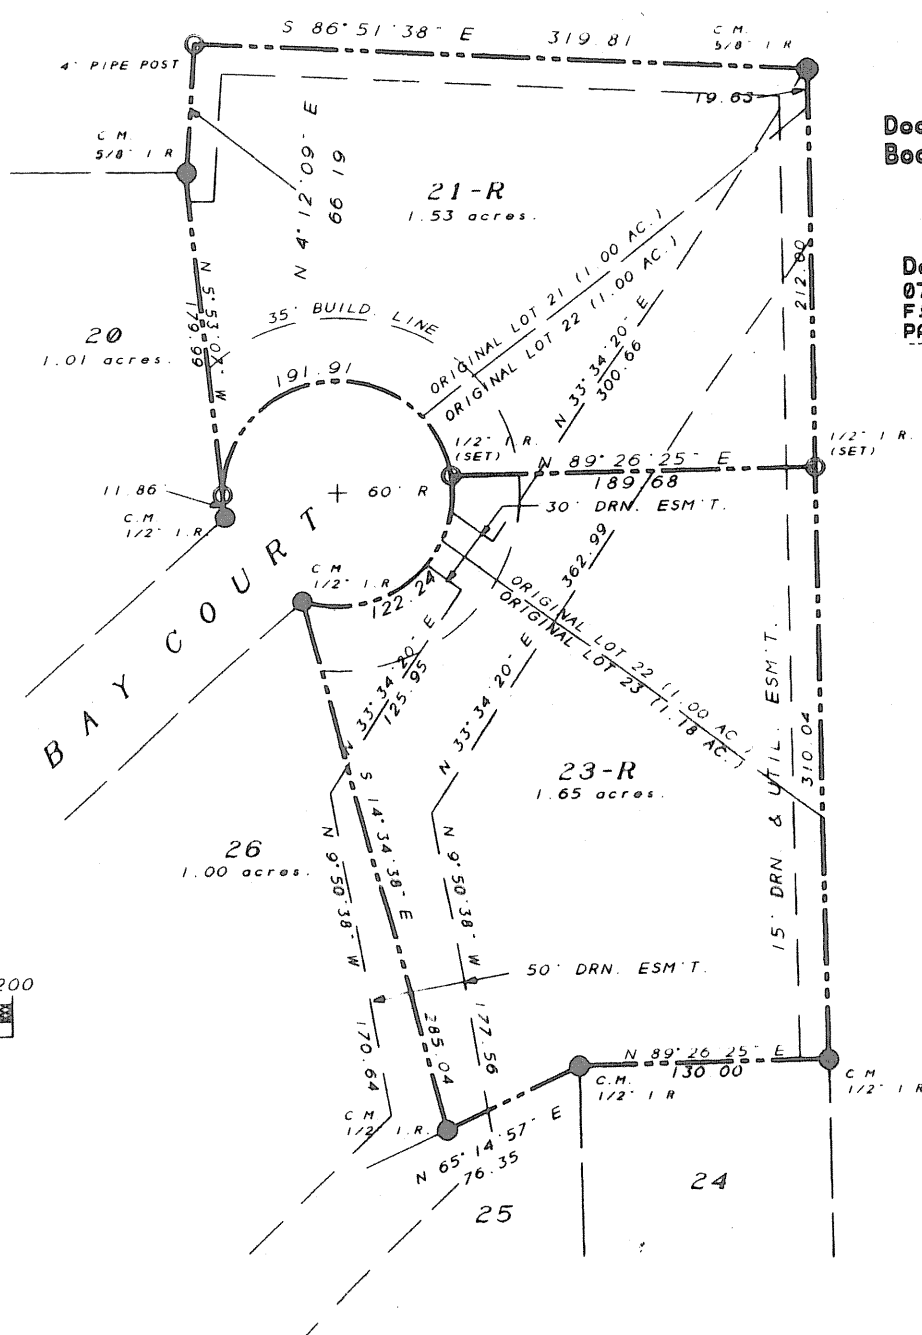 S 86° 51' 38" E 319.81
C M.
5/8" I R
4" PIPE POST
19.63
C M.
5/8" I R
N 4° 12' 09" E
66 19
21-R
1.53 acres.
ORIGINAL LOT 21 (1.00 AC.)
ORIGINAL LOT 22 (1.00 AC.)
212.00
N 5° 53' 07" W
79.99
35' BUILD. LINE
20
1.01 acres.
191.91
N 33° 34' 20" E
300.66
1/2" I R.
(SET)
1/2" I R.
(SET)
N 89° 26' 25" E
189.68
11.86
60' R
30' DRN. ESM'T.
C.M.
1/2" I.R.
C M
1/2" I.R
122.24
362.99
BAY COURT
ORIGINAL LOT 22 (1.00 AC.)
ORIGINAL LOT 23 (1.18 AC.)
N 33° 34' 20" E
125.95
N 33° 34' 20" E
15' DRN. & UTIL. ESM'T.
310.04
23-R
1.65 acres.
S 14° 34' 38" E
285.04
26
1.00 acres.
N 9° 50' 38" W
170.64
N 9° 50' 38" W
177.56
50' DRN. ESM'T.
200
N 89° 26' 25" E
130 00
C.M.
1/2" I R
C M
1/2" I R
C M
1/2" I.R.
N 65° 14' 57" E
76.35
24
25